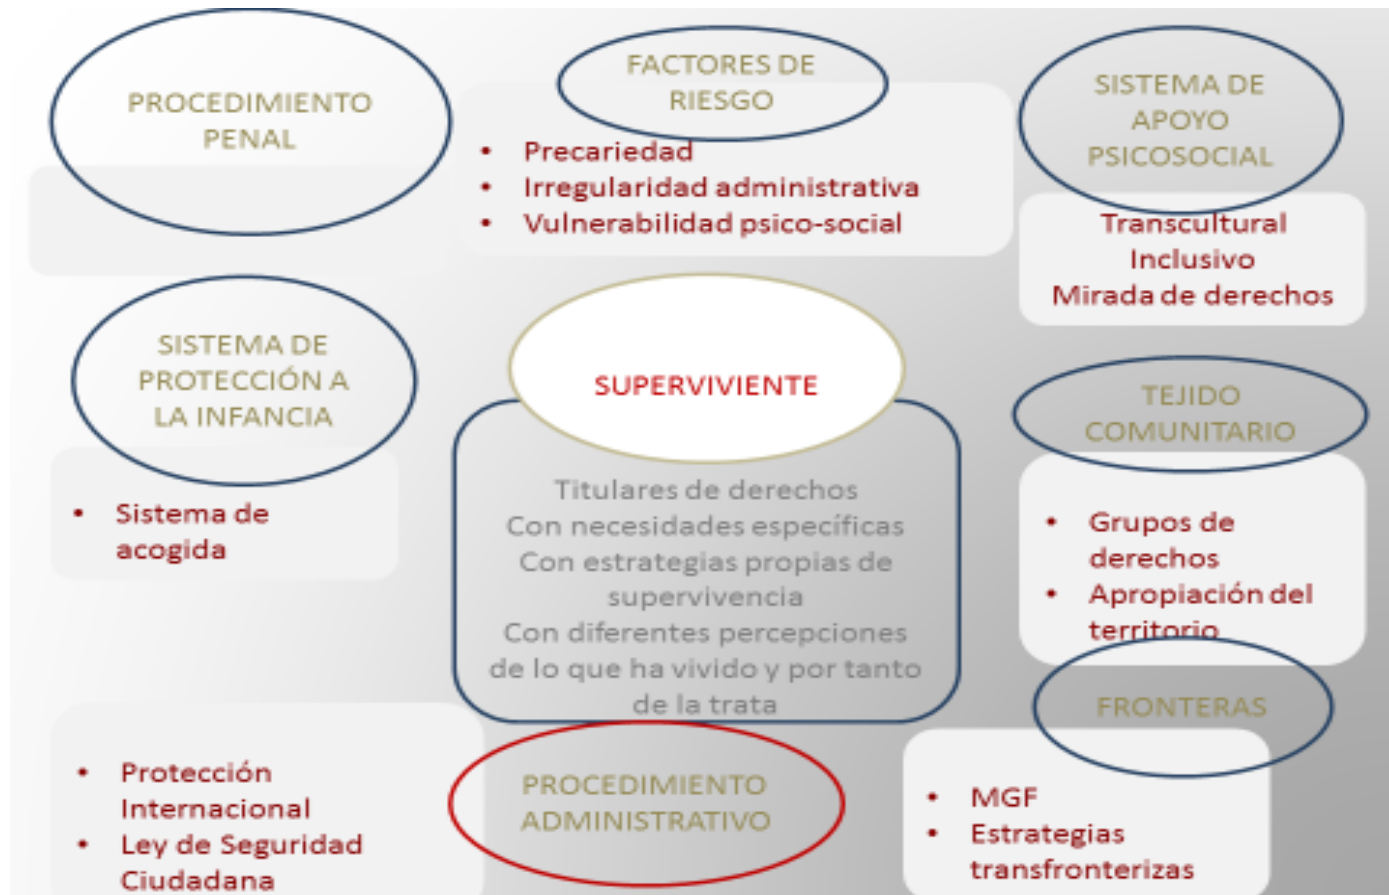 PROCEDIMIENTO
PENAL
FACTORES DE
RIESGO
• Precariedad
• Irregularidad administrativa
• Vulnerabilidad psico-social
SISTEMA DE
APOYO
PSICOSOCIAL
Transcultural
Inclusivo
Mirada de derechos
SISTEMA DE
PROTECCIÓN A
LA INFANCIA
• Sistema de
acogida
SUPERVIVIENTE
Titulares de derechos
Con necesidades específicas
Con estrategias propias de
supervivencia
Con diferentes percepciones
de lo que ha vivido y por tanto
de la trata
TEJIDO
COMUNITARIO
• Grupos de
derechos
• Apropiación del
territorio
• Protección
Internacional
• Ley de Seguridad
Ciudadana
PROCEDIMIENTO
ADMINISTRATIVO
FRONTERAS
• MGF
• Estrategias
transfronterizas